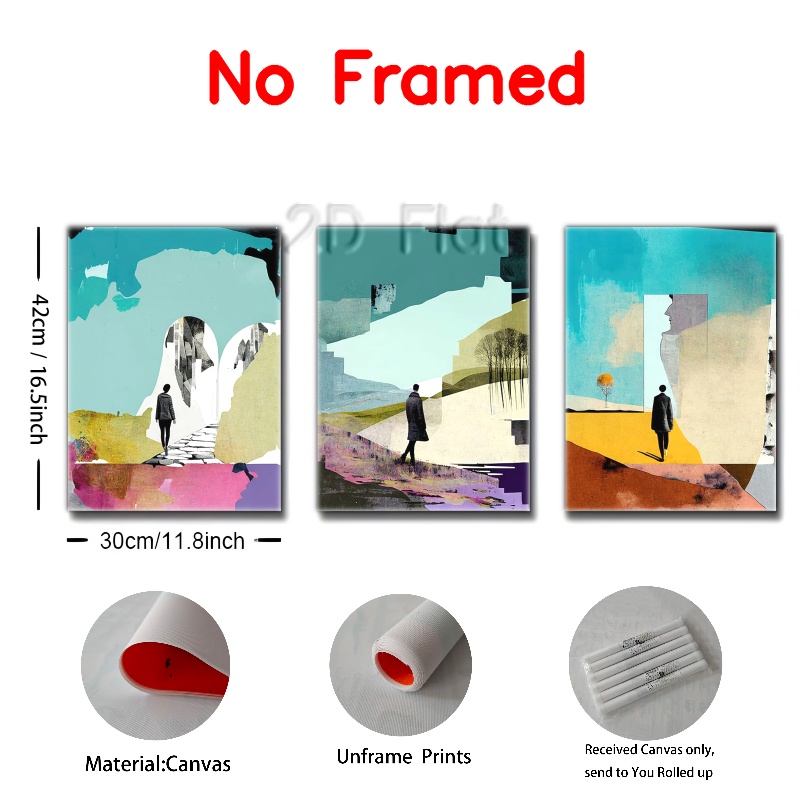 No Framed
2D Flat
42cm / 16.5inch
30cm/11.8inch
Material:Canvas
Unframe Prints
Received Canvas only,
send to You Rolled up